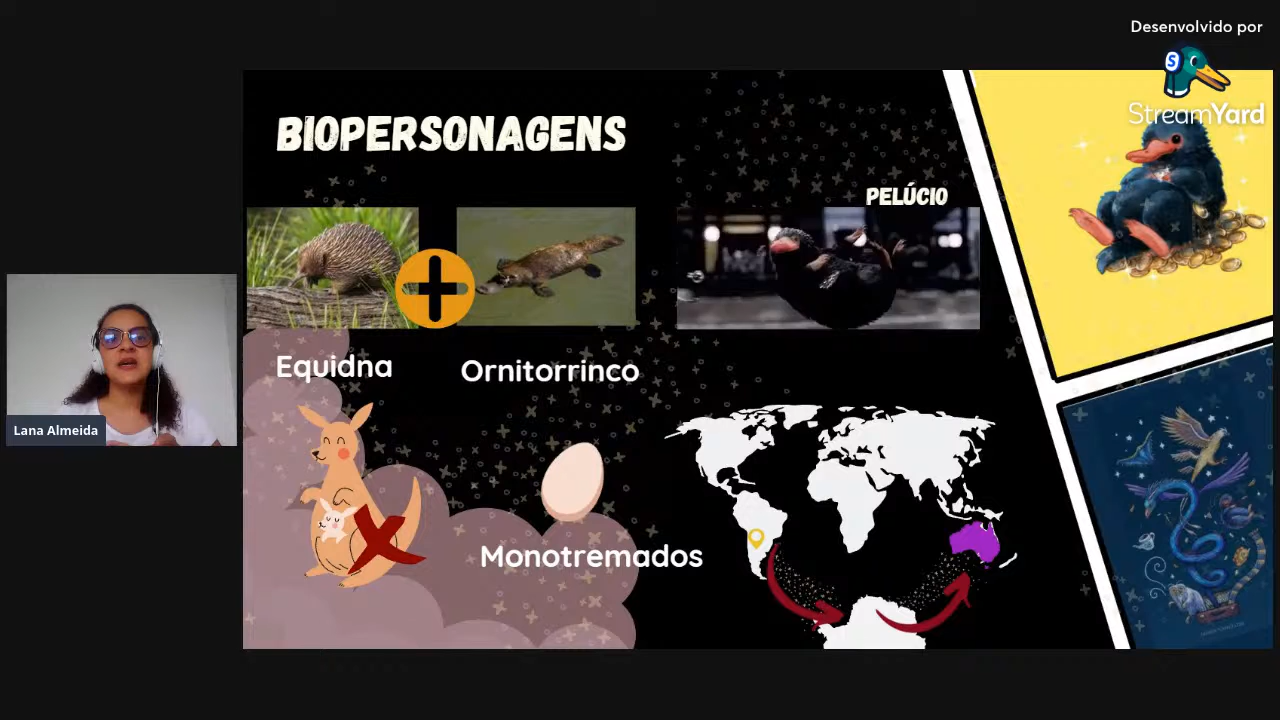 Desenvolvido por
S
StreamYard
BIOPERSONAGENS
PELÚCIO
Equidna
Ornitorrinco
Lana Almeida
Monotremados